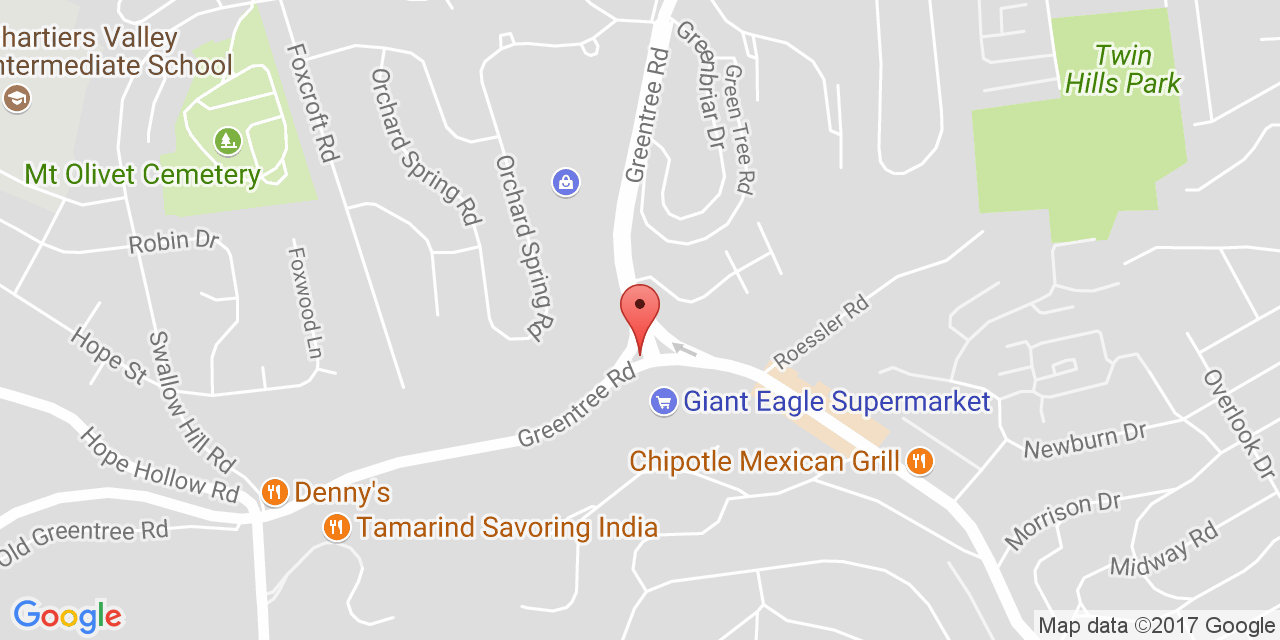 hartiers Valley
ntermediate School
Mt Olivet Cemetery
Foxcroft Rd
Orchard Spring Rd
Orchard Spring Rd
Greentree Rd
Greenbriar Dr
Green Tree Rd
Twin
Hills Park
Robin Dr
Foxwood Ln
Hope St
Swallow Hill Rd
Roessler Rd
Greentree Rd
Giant Eagle Supermarket
Overlook Dr
Newburn Dr
Hope Hollow Rd
Chipotle Mexican Grill
Denny's
Tamarind Savoring India
Old Greentree Rd
Morrison Dr
Midway Rd
Google
Map data ©2017 Google